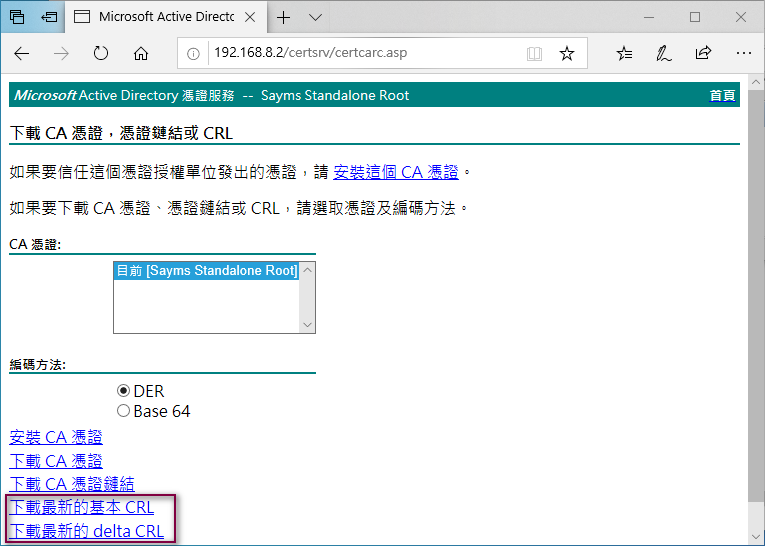 Microsoft Active Directo
192.168.8.2/certsrv/certcarc.asp
Microsoft Active Directory 憑證服務 -- Sayms Standalone Root 首頁
下載 CA 憑證，憑證鏈結或 CRL
如果要信任這個憑證授權單位發出的憑證，請 安裝這個 CA 憑證。
如果要下載 CA 憑證、憑證鏈結或 CRL，請選取憑證及編碼方法。
CA 憑證:
目前 [Sayms Standalone Root]
編碼方法:
DER
Base 64
安裝 CA 憑證
下載 CA 憑證
下載 CA 憑證鏈結
下載最新的基本 CRL
下載最新的 delta CRL